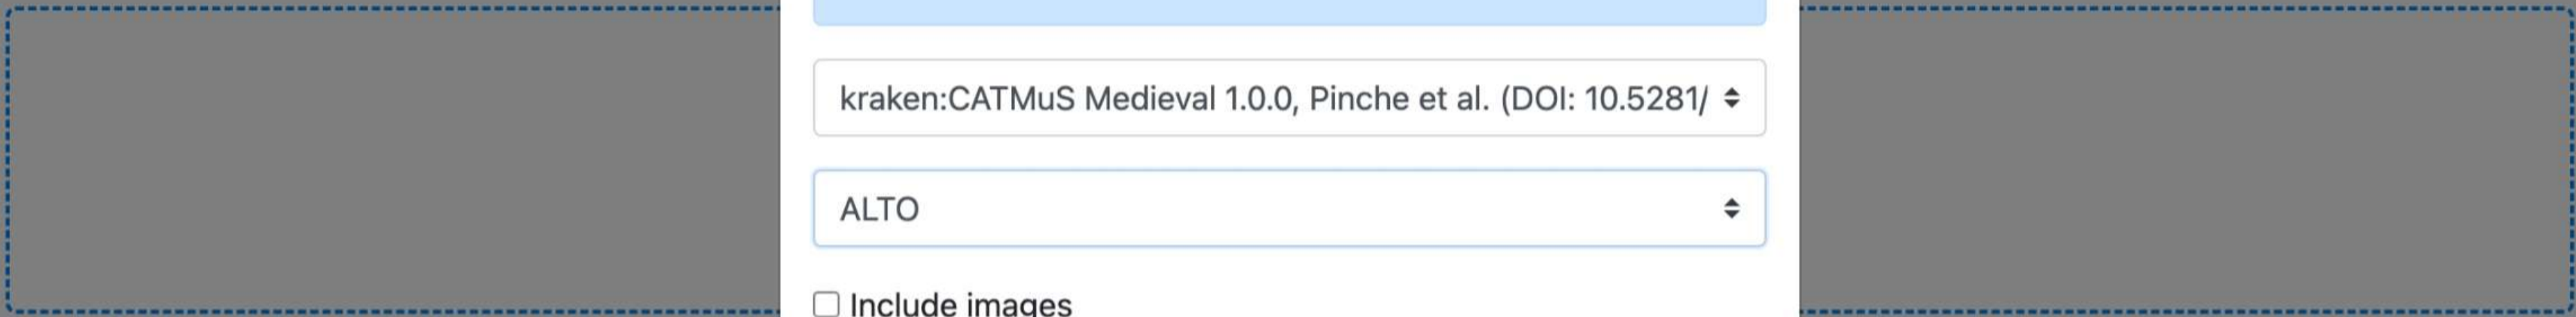 kraken:CATMuS Medieval 1.0.0, Pinche et al. (DOI: 10.5281/
ALTO
Include images